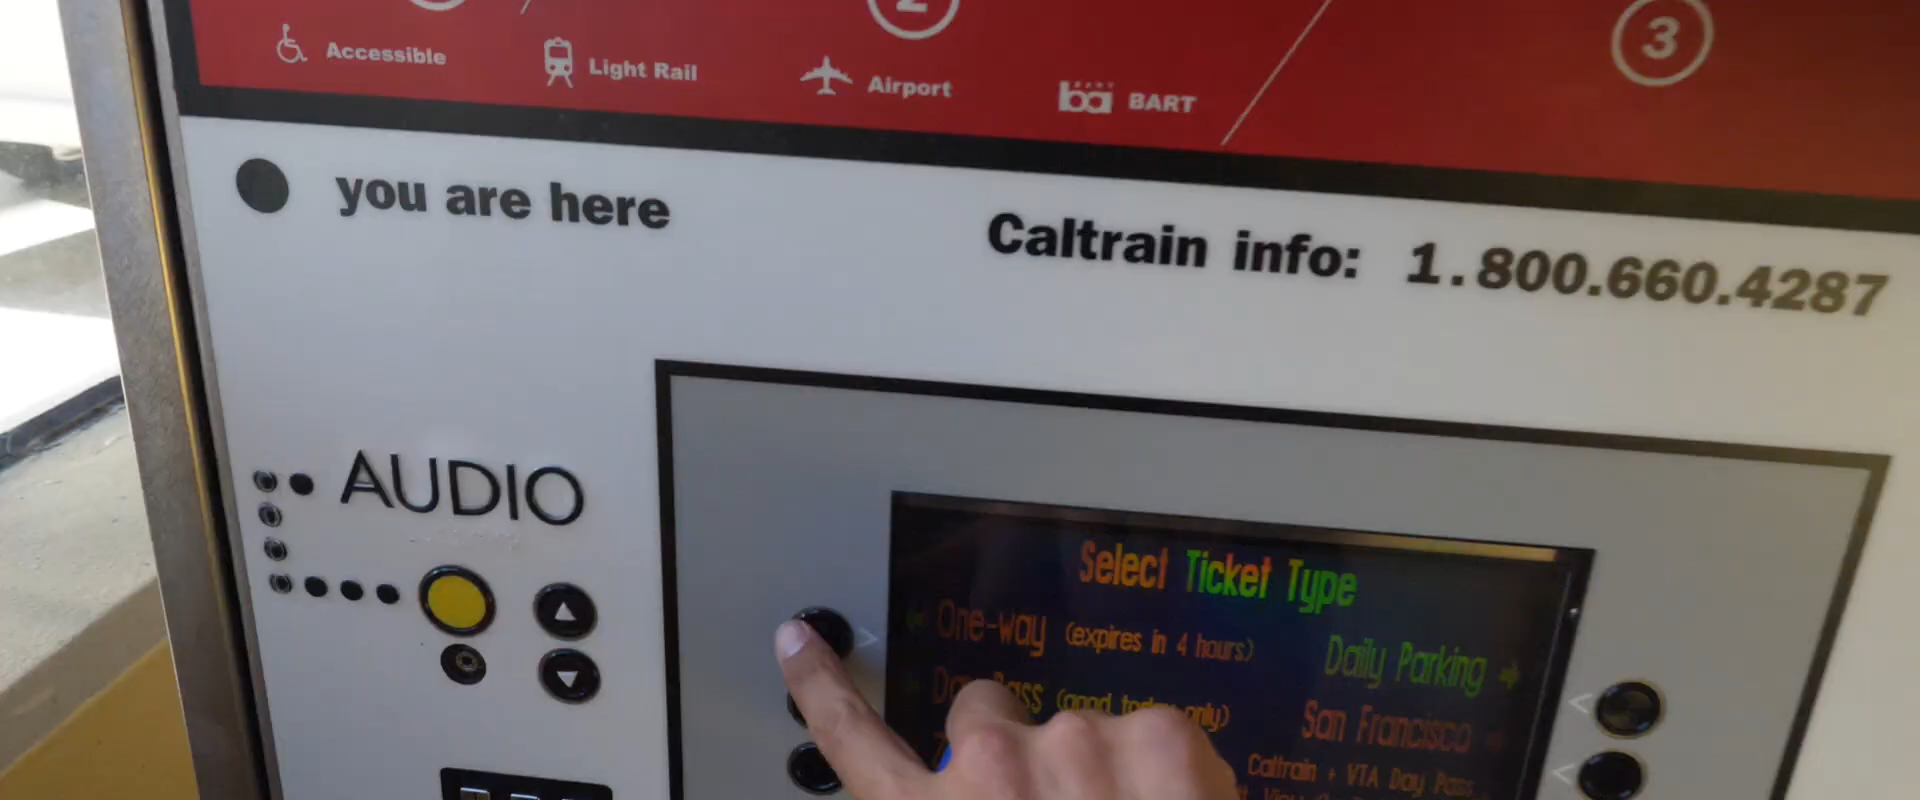 2
3
Accessible
Light Rail
Airport
ba BART
you are here
Caltrain info: 1.800.660.4287
AUDIO
Select Ticket Type
One-way (expires in 4 hours)
Daily Parking
Day Pass (good today only)
San Francisco
Caltrain + VTA Day Pass